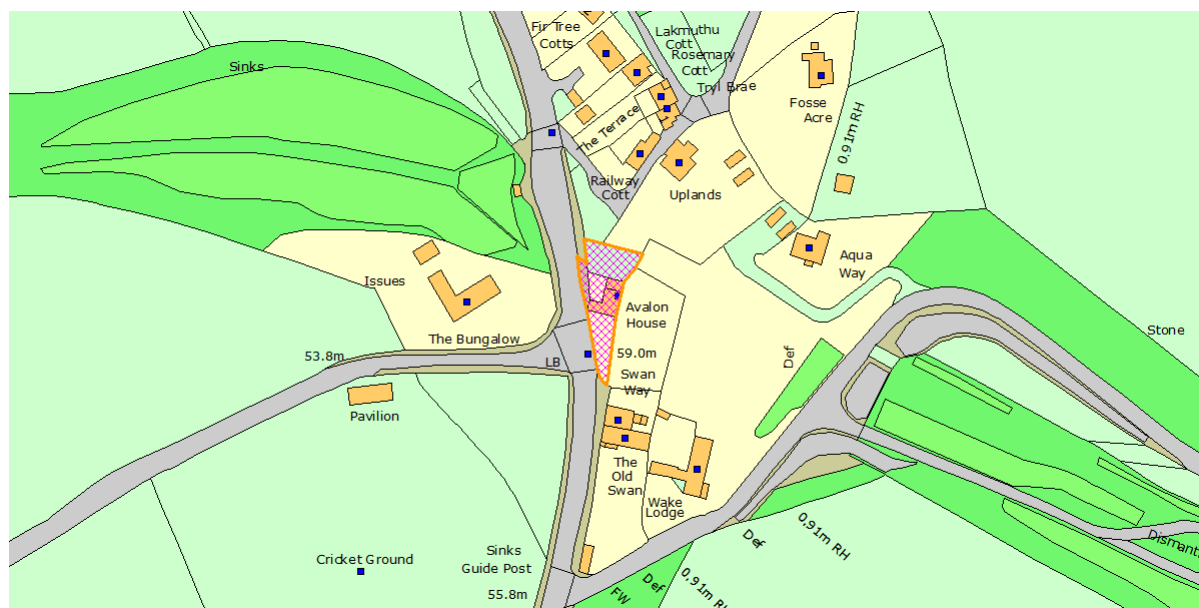 Fir Tree
Cotts
Lakmuthu
Cott
Rosemary
Cott
Tryl Brae
Sinks
Fosse
Acre
The Terrace
0.91m RH
Railway
Cott
Uplands
Issues
Aqua
Way
Avalon
House
Stone
The Bungalow
53.8m
LB
59.0m
Def
Swan
Way
Pavilion
The
Old
Swan
Wake
Lodge
0.91m RH
Def
Dismant
Cricket Ground
Sinks
Guide Post
55.8m
Def
FW
0.91m R